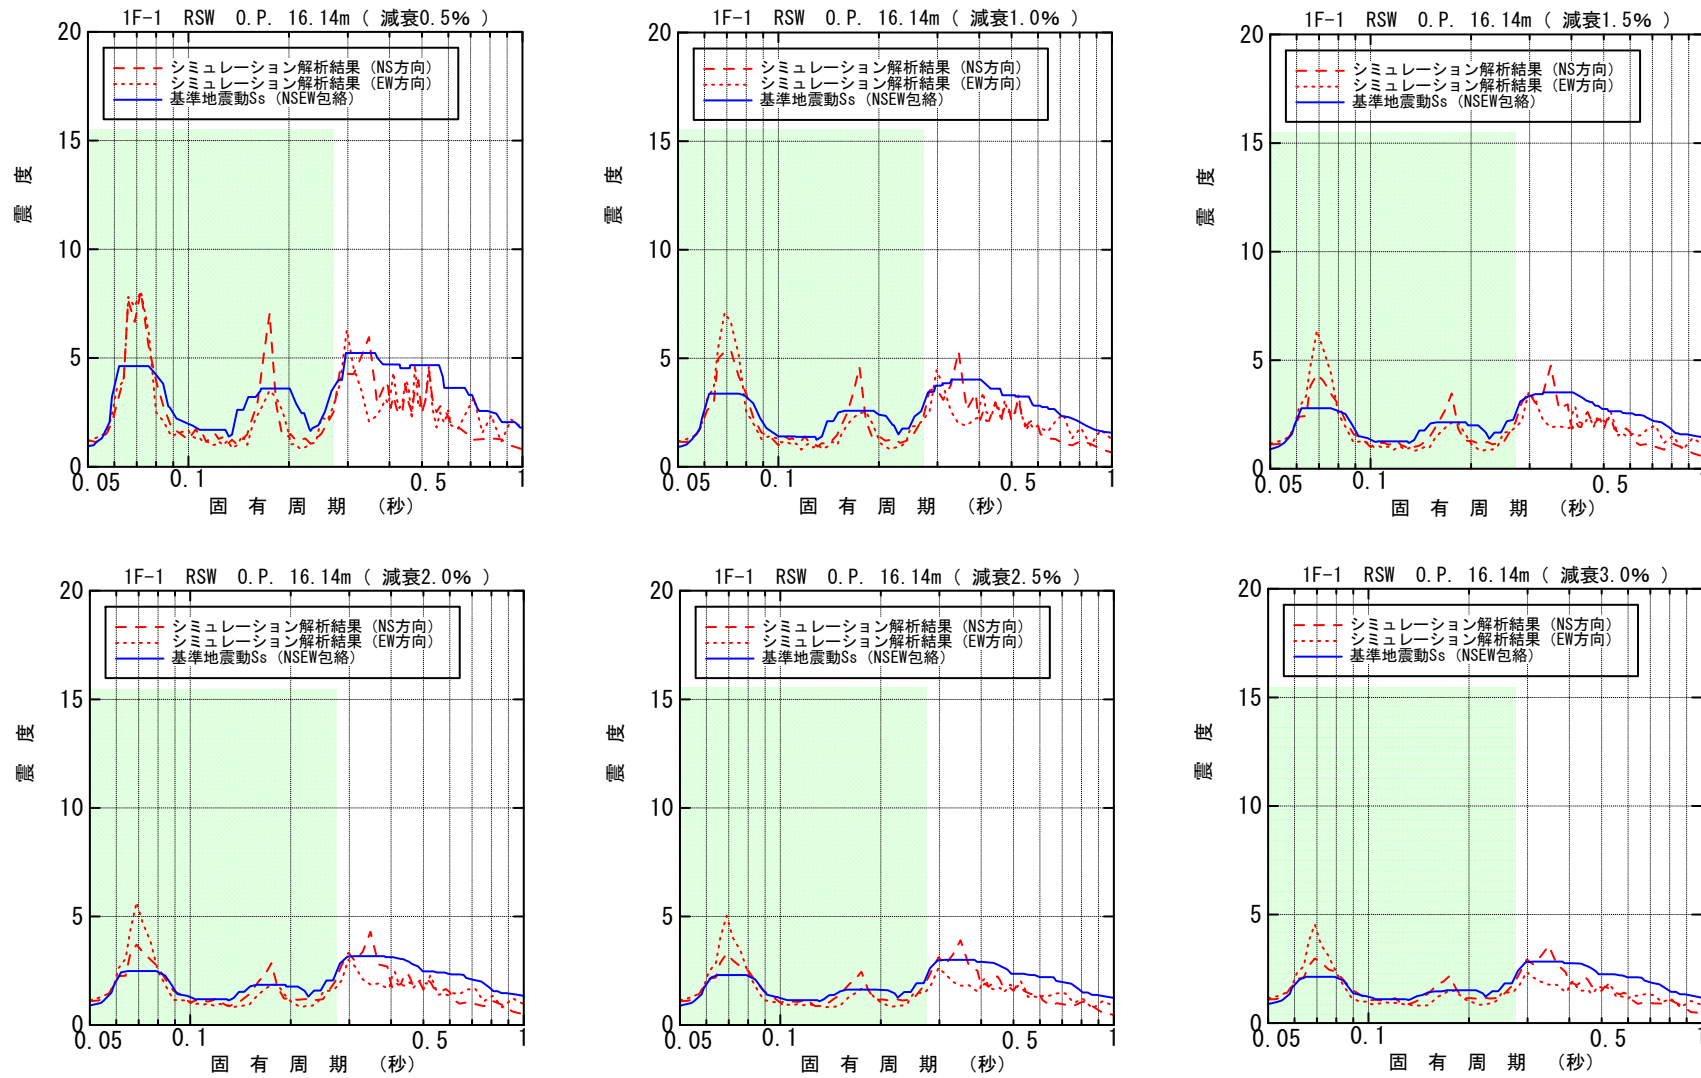 1F-1 RSW O.P. 16.14m ( 減衰0.5% )
20
シミュレーション解析結果 (NS方向)
シミュレーション解析結果 (EW方向)
基準地震動Ss (NSEW包絡)
15
震度
10
5
0
0.05 0.1 0.5 1
固有周期 (秒)
1F-1 RSW O.P. 16.14m ( 減衰1.0% )
20
シミュレーション解析結果 (NS方向)
シミュレーション解析結果 (EW方向)
基準地震動Ss (NSEW包絡)
15
震度
10
5
0
0.05 0.1 0.5 1
固有周期 (秒)
1F-1 RSW O.P. 16.14m ( 減衰1.5% )
20
シミュレーション解析結果 (NS方向)
シミュレーション解析結果 (EW方向)
基準地震動Ss (NSEW包絡)
15
震度
10
5
0
0.05 0.1 0.5 1
固有周期 (秒)
1F-1 RSW O.P. 16.14m ( 減衰2.0% )
20
シミュレーション解析結果 (NS方向)
シミュレーション解析結果 (EW方向)
基準地震動Ss (NSEW包絡)
15
震度
10
5
0
0.05 0.1 0.5 1
固有周期 (秒)
1F-1 RSW O.P. 16.14m ( 減衰2.5% )
20
シミュレーション解析結果 (NS方向)
シミュレーション解析結果 (EW方向)
基準地震動Ss (NSEW包絡)
15
震度
10
5
0
0.05 0.1 0.5 1
固有周期 (秒)
1F-1 RSW O.P. 16.14m ( 減衰3.0% )
20
シミュレーション解析結果 (NS方向)
シミュレーション解析結果 (EW方向)
基準地震動Ss (NSEW包絡)
15
震度
10
5
0
0.05 0.1 0.5 1
固有周期 (秒)